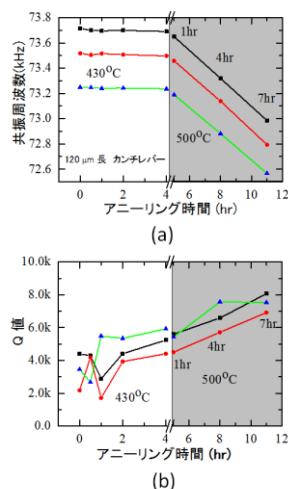 73.8
73.6
73.4
73.2
73.0
72.8
72.6
共振周波数(kHz)
1hr
4hr
7hr
430°C
500°C
120 μm 長 カンチレバー
0 1 2 3 4 6 8 10 12
アニーリング時間 (hr)
(a)
10.0k
8.0k
6.0k
4.0k
2.0k
0.0
Q 値
7hr
4hr
1hr
500°C
430°C
0 2 4 6 8 10 12
アニーリング時間 (hr)
(b)